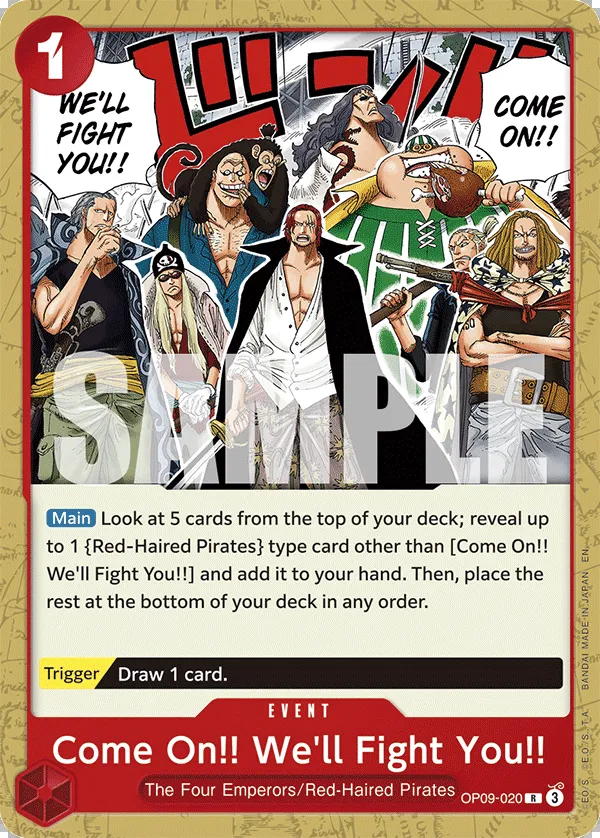 1
WE'LL
FIGHT
YOU!!
COME
ON!!
ドン
SAMPLE
Main Look at 5 cards from the top of your deck; reveal up
to 1 {Red-Haired Pirates} type card other than [Come On!!
We'll Fight You!!] and add it to your hand. Then, place the
rest at the bottom of your deck in any order.
Trigger Draw 1 card.
EVENT
Come On!! We'll Fight You!!
The Four Emperors/Red-Haired Pirates
OP09-020 R 3
BANDAI MADE IN JAPAN EN